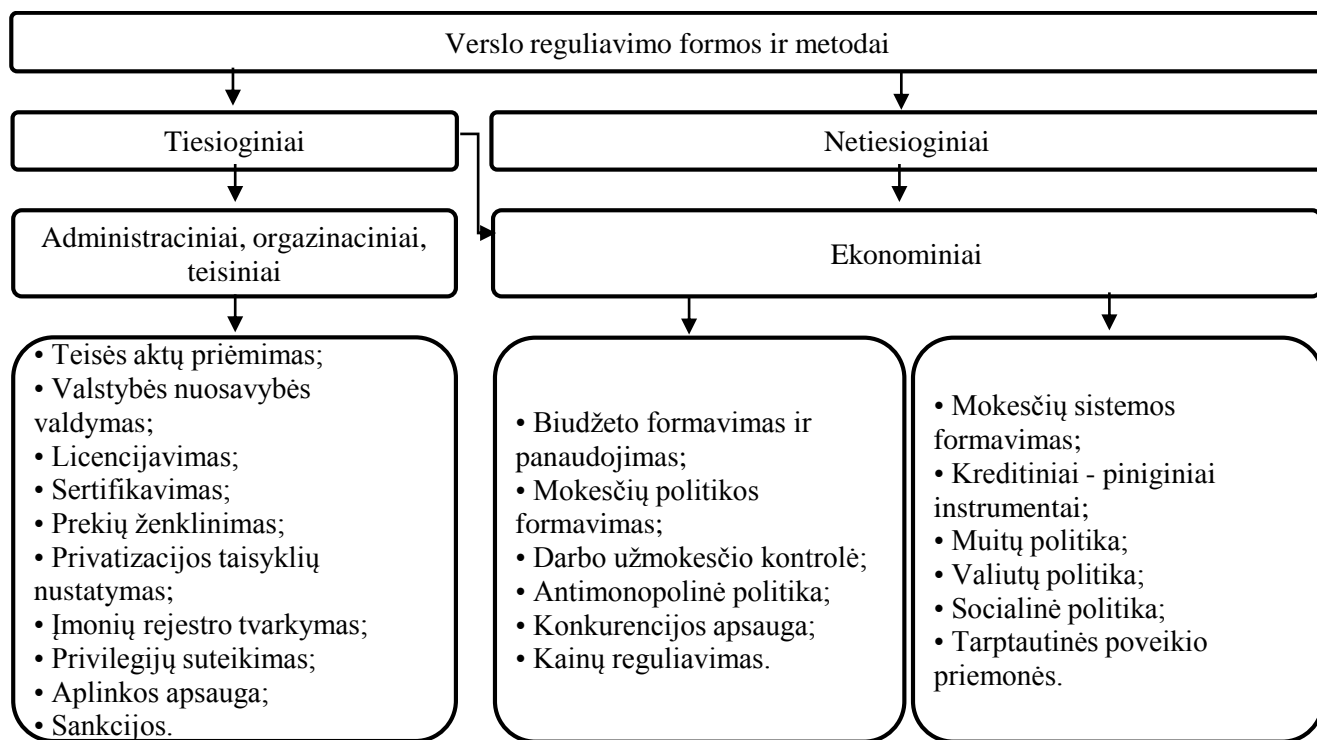 Verslo reguliavimo formos ir metodai
Tiesioginiai
Netiesioginiai
Administraciniai, orgazinaciniai,
teisiniai
Ekonominiai
• Teisės aktų priėmimas;
• Valstybės nuosavybės
valdymas;
• Licencijavimas;
• Sertifikavimas;
• Prekių ženklinimas;
• Privatizacijos taisyklių
nustatymas;
• Įmonių rejestro tvarkymas;
• Privilegijų suteikimas;
• Aplinkos apsauga;
• Sankcijos.
• Biudžeto formavimas ir
panaudojimas;
• Mokesčių politikos
formavimas;
• Darbo užmokesčio kontrolė;
• Antimonopolinė politika;
• Konkurencijos apsauga;
• Kainų reguliavimas.
• Mokesčių sistemos
formavimas;
• Kreditiniai - piniginiai
instrumentai;
• Muitų politika;
• Valiutų politika;
• Socialinė politika;
• Tarptautinės poveikio
priemonės.